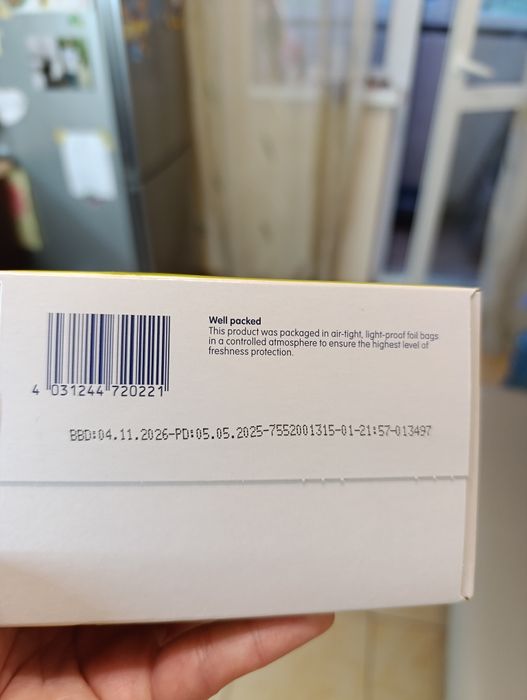 Well packed
This product was packaged in air-tight, light-proof foil bags
in a controlled atmosphere to ensure the highest level of
freshness protection.
4 031244 720221
BBD:04.11.2026-PD:05.05.2025-7552001315-01-21:57-013497